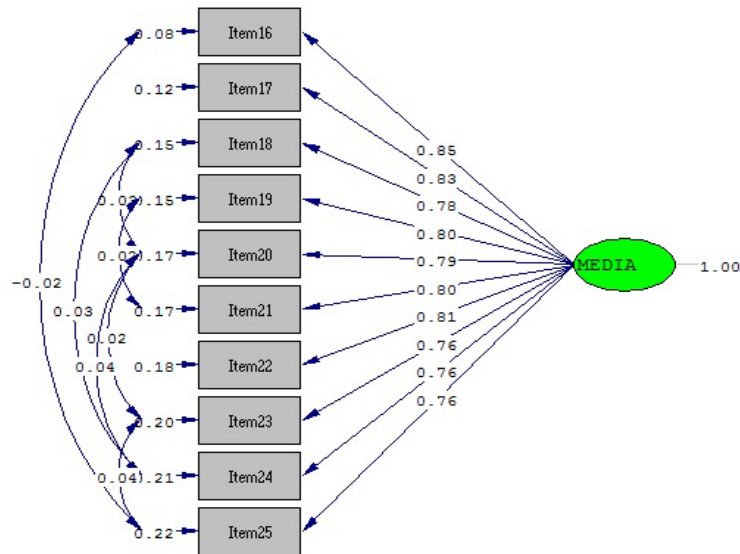 0.08 Item16
0.12 Item17
0.15 Item18
0.15 Item19
0.17 Item20
0.17 Item21
0.18 Item22
0.20 Item23
0.21 Item24
0.22 Item25
-0.02
0.03
0.02
0.04
0.04
0.85
0.83
0.78
0.80
0.79
0.80
0.81
0.76
0.76
0.76
MEDIA
1.00